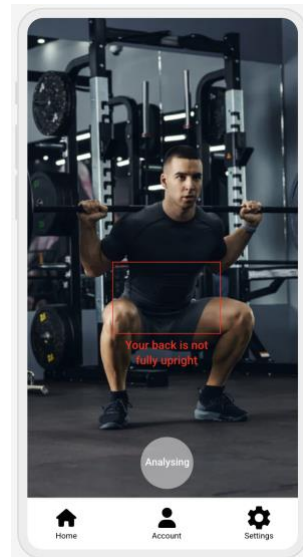 Your back is not
fully upright
Analysing
Home
Account
Settings